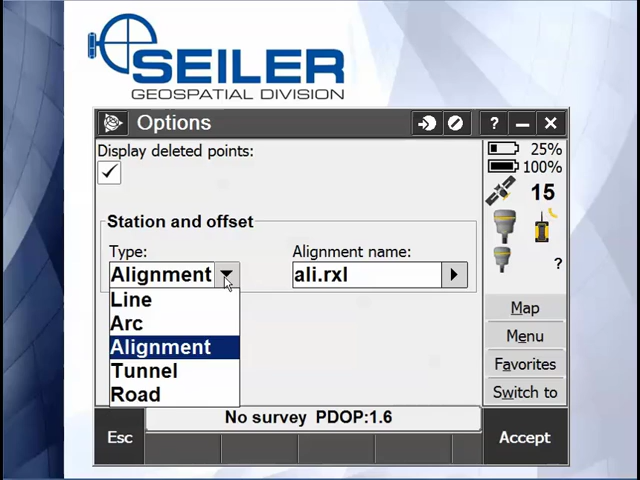 SEILER
GEOSPATIAL DIVISION
Options
? – X
Display deleted points:
25%
100%
15
Station and offset
Type:
Alignment name:
Alignment
ali.rxl
?
Line
Arc
Alignment
Tunnel
Road
Map
Menu
Favorites
Switch to
No survey PDOP:1.6
Esc
Accept